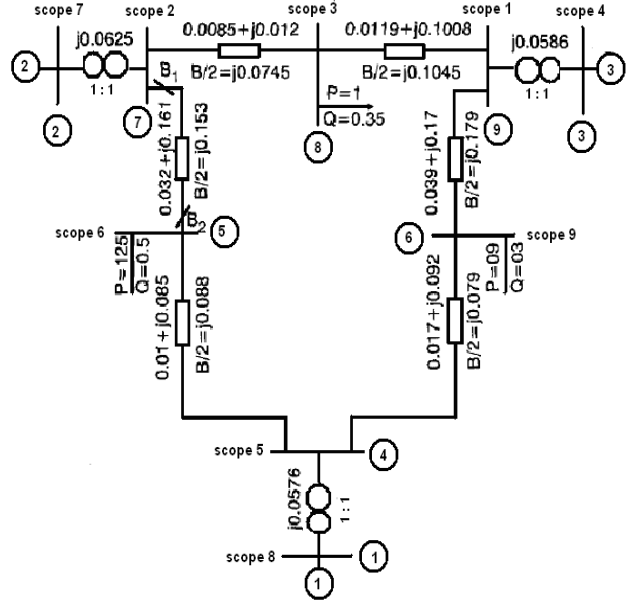 scope 7
scope 2
scope 3
scope 1
scope 4
j0.0625
0.0085+j0.012
0.0119+j0.1008
j0.0586
2
1 : 1
B1
B/2=j0.0745
B/2=j0.1045
1:1
3
P=1
Q=0.35
2
7
8
9
3
0.032+j0.161
B/2=j0.153
0.039+j0.17
B/2=j0.179
B2
scope 6
5
6
scope 9
P=125
Q=0.5
P=09
Q=03
0.01+j0.085
B/2=j0.088
0.017+j0.092
B/2=j0.079
scope 5
4
j0.0576
1:1
scope 8
1
1